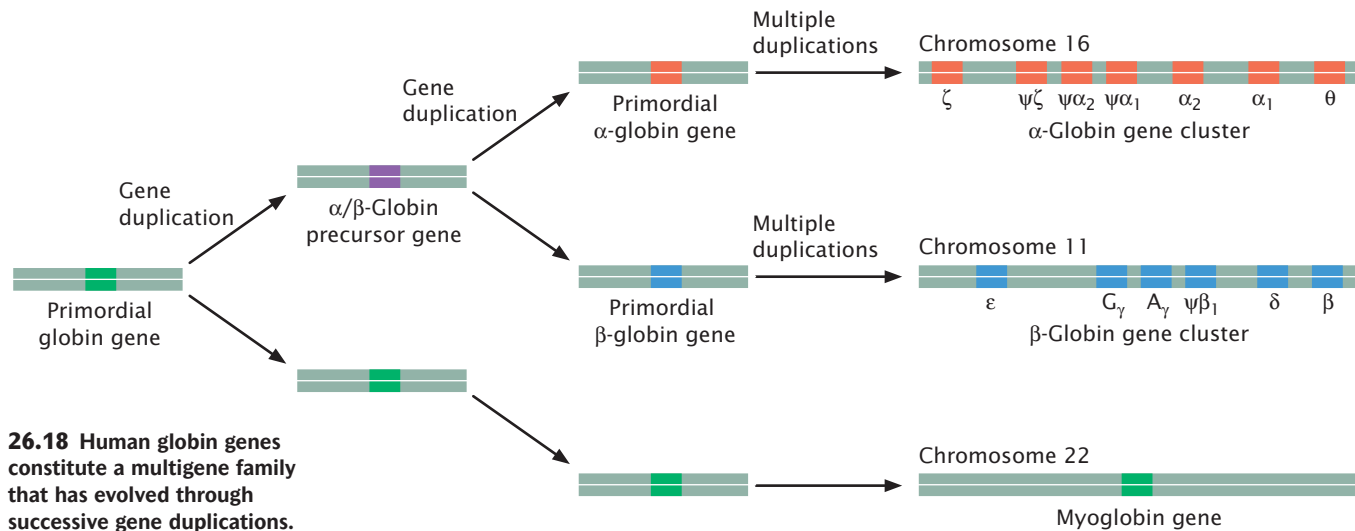 Multiple
duplications
Chromosome 16
Gene
duplication
Primordial
α-globin gene
ζ ψζ ψα₂ ψα₁ α₂ α₁ θ
α-Globin gene cluster
Gene
duplication
α/β-Globin
precursor gene
Multiple
duplications
Chromosome 11
Primordial
globin gene
Primordial
β-globin gene
ε Gᵧ Aᵧ ψβ₁ δ β
β-Globin gene cluster
26.18 Human globin genes
constitute a multigene family
that has evolved through
successive gene duplications.
Chromosome 22
Myoglobin gene